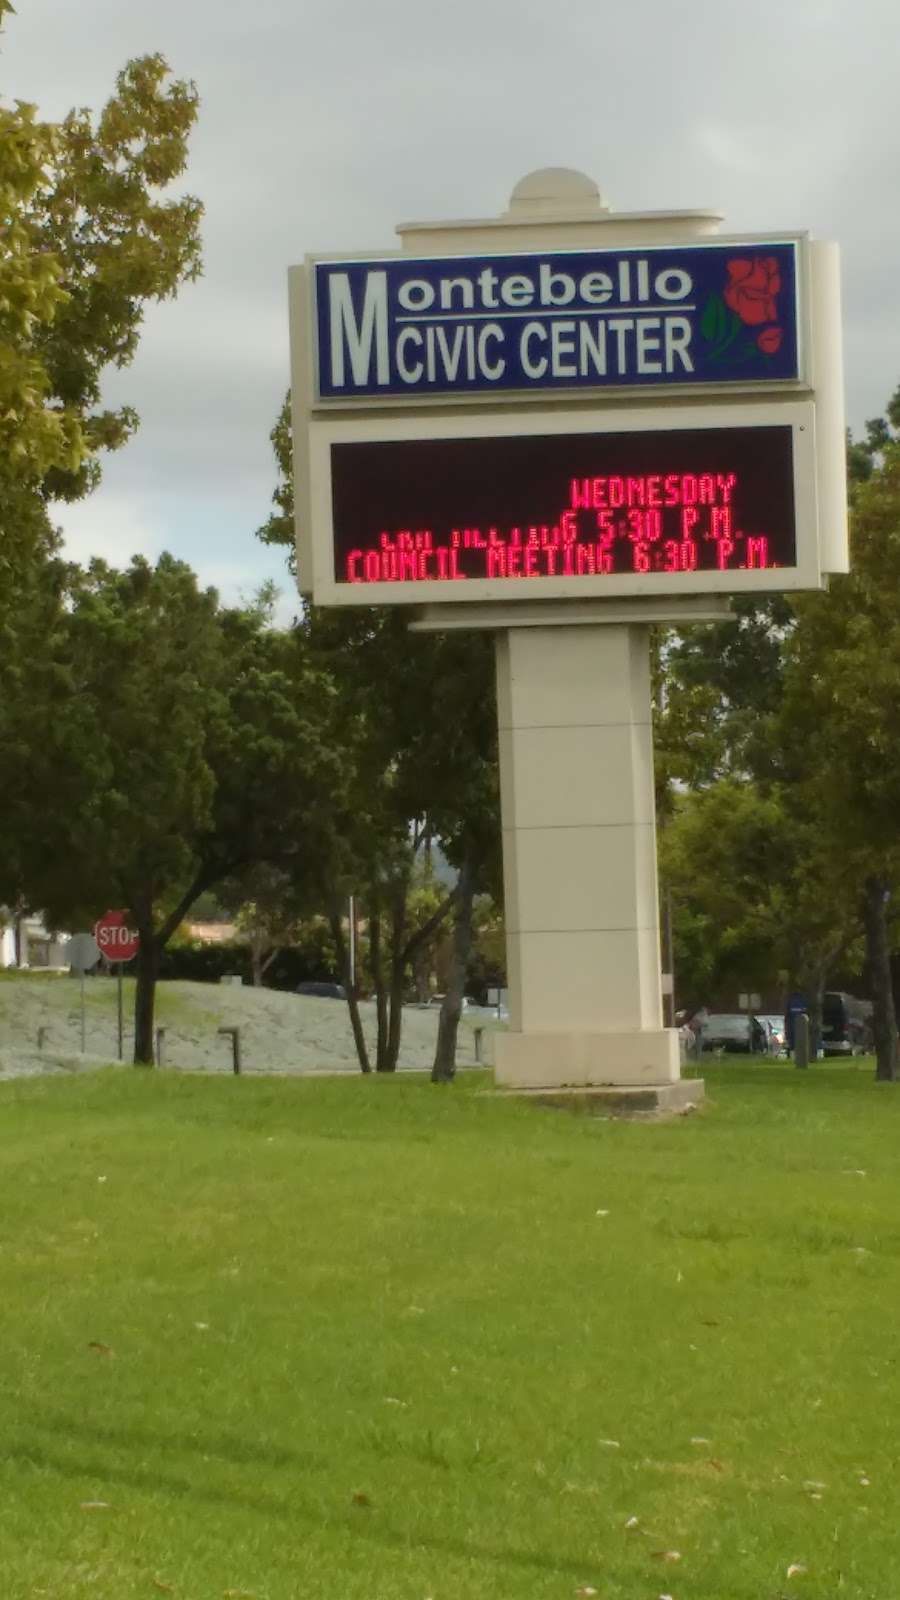 Montebello
CIVIC CENTER
WEDNESDAY
5:30 P.M.
COUNCIL MEETING 6:30 P.M.
STOP